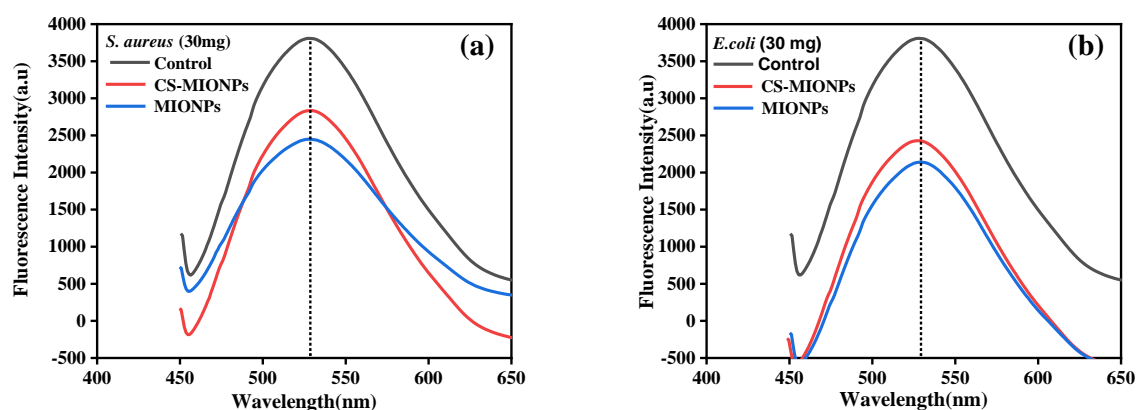 4000
3500
3000
2500
2000
1500
1000
500
0
-500
Fluorescence Intensity(a.u)
S. aureus (30mg)
Control
CS-MIONPs
MIONPs
(a)
400 450 500 550 600 650
Wavelength(nm)
4000
3500
3000
2500
2000
1500
1000
500
0
-500
Fluorescence Intensity(a.u)
E.coli (30 mg)
Control
CS-MIONPs
MIONPs
(b)
400 450 500 550 600 650
Wavelength(nm)